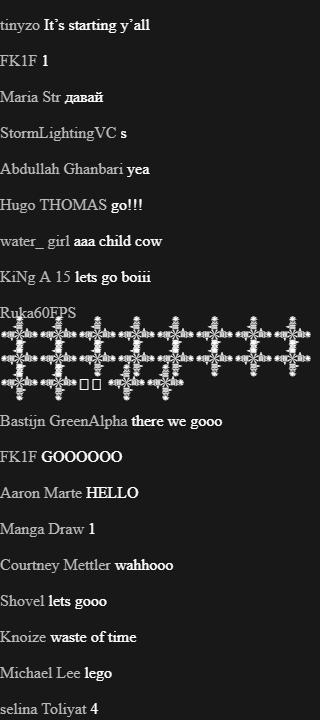 tinyzo It’s starting y’all
FK1F 1
Maria Str давай
StormLightingVC s
Abdullah Ghanbari yea
Hugo THOMAS go!!!
water_ girl aaa child cow
KiNg A 15 lets go boiii
Ruka60FPS
Bastijn GreenAlpha there we gooo
FK1F GOOOOOO
Aaron Marte HELLO
Manga Draw 1
Courtney Mettler wahhooo
Shovel lets gooo
Knoize waste of time
Michael Lee lego
selina Toliyat 4